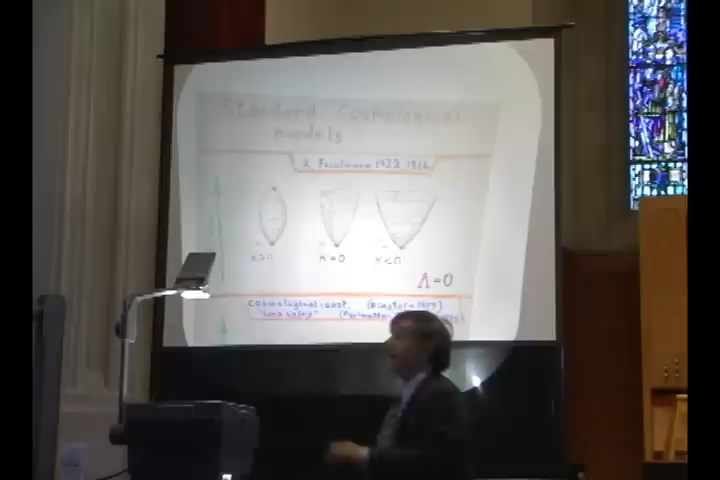 Standard Cosmological
models
A. Friedmann 1922, 1924
K>0 K=0 K<0
Λ=0
cosmological const. (Einstein 1917)